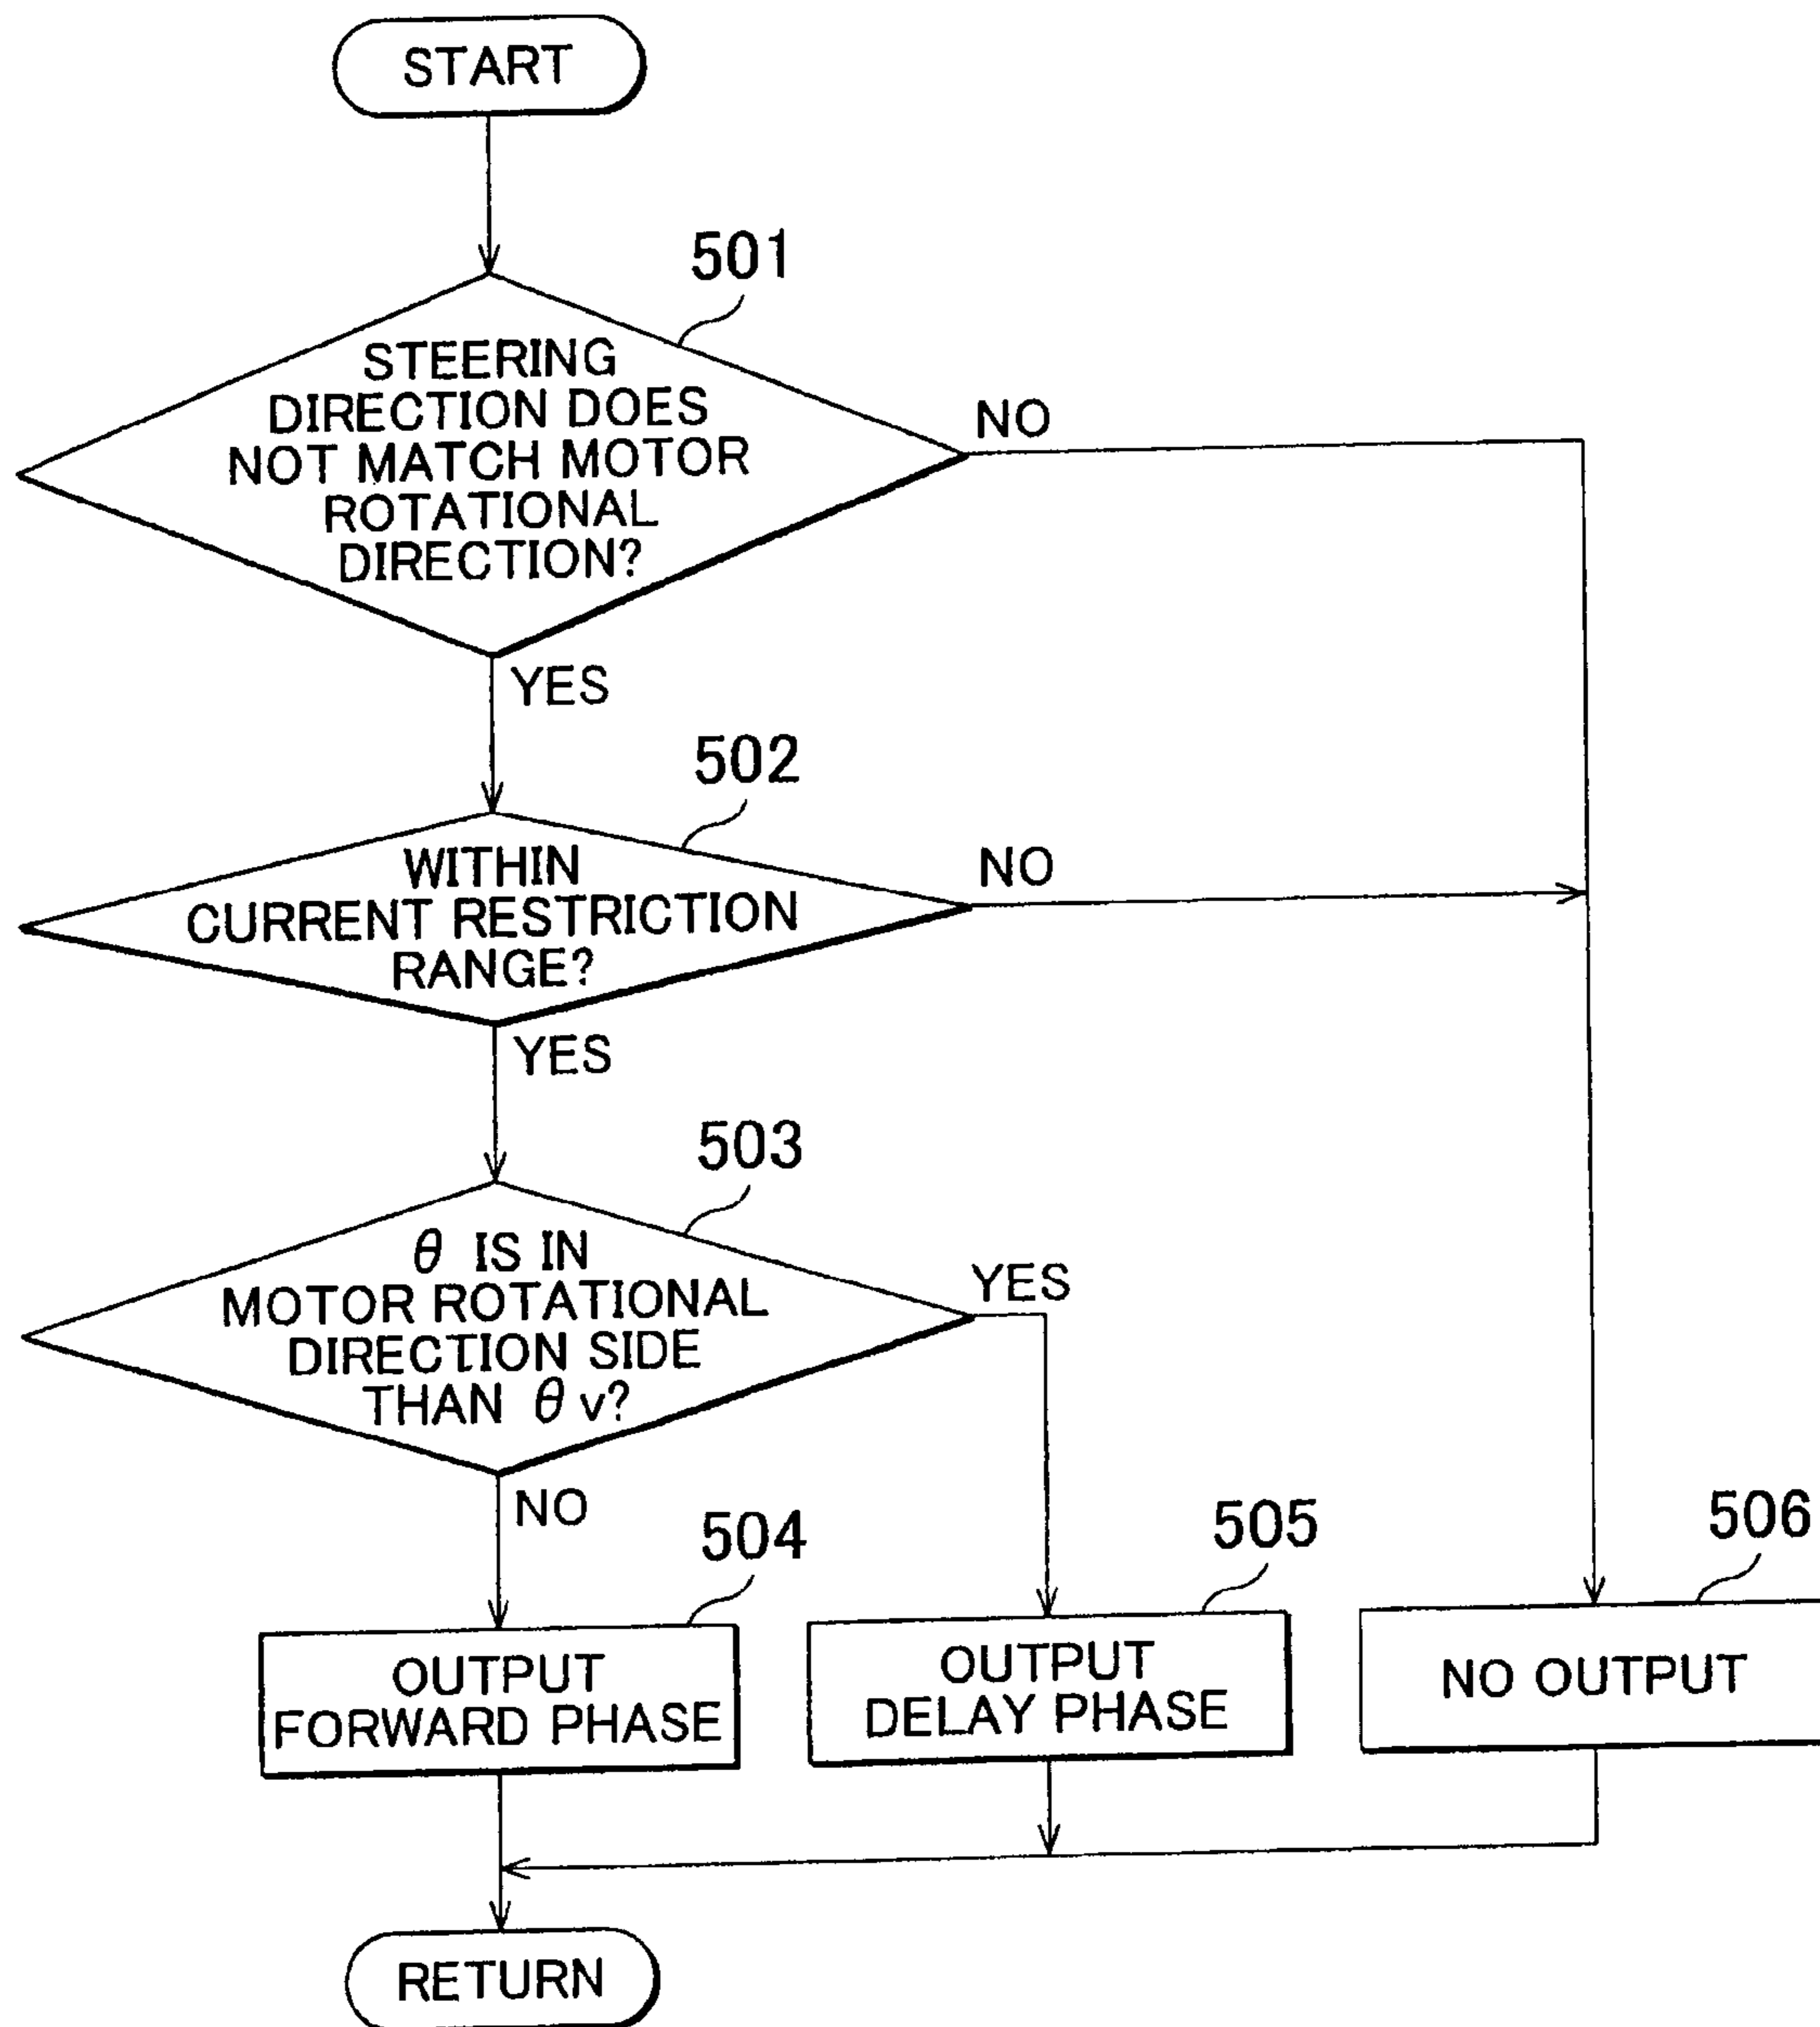 START
501
STEERING
DIRECTION DOES
NOT MATCH MOTOR
ROTATIONAL
DIRECTION?
NO
YES
502
WITHIN
CURRENT RESTRICTION
RANGE?
NO
YES
503
θ IS IN
MOTOR ROTATIONAL
DIRECTION SIDE
THAN θv?
YES
NO
504
OUTPUT
FORWARD PHASE
505
OUTPUT
DELAY PHASE
506
NO OUTPUT
RETURN